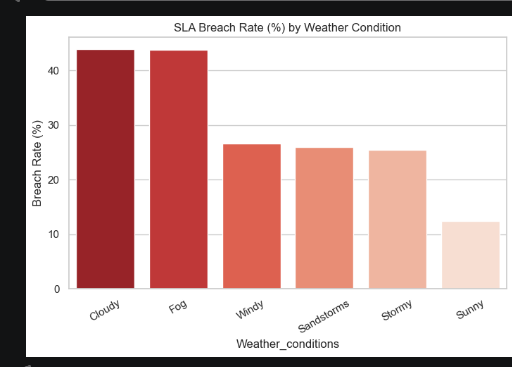 SLA Breach Rate (%) by Weather Condition
Breach Rate (%)
40
30
20
10
0
Cloudy
Fog
Windy
Sandstorms
Stormy
Sunny
Weather_conditions